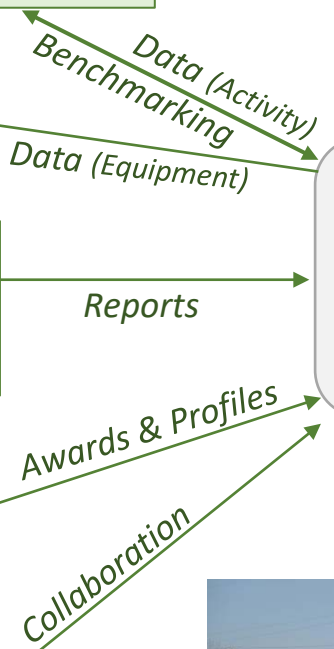 Data (Activity)
Benchmarking
Data (Equipment)
Reports
Awards & Profiles
Collaboration